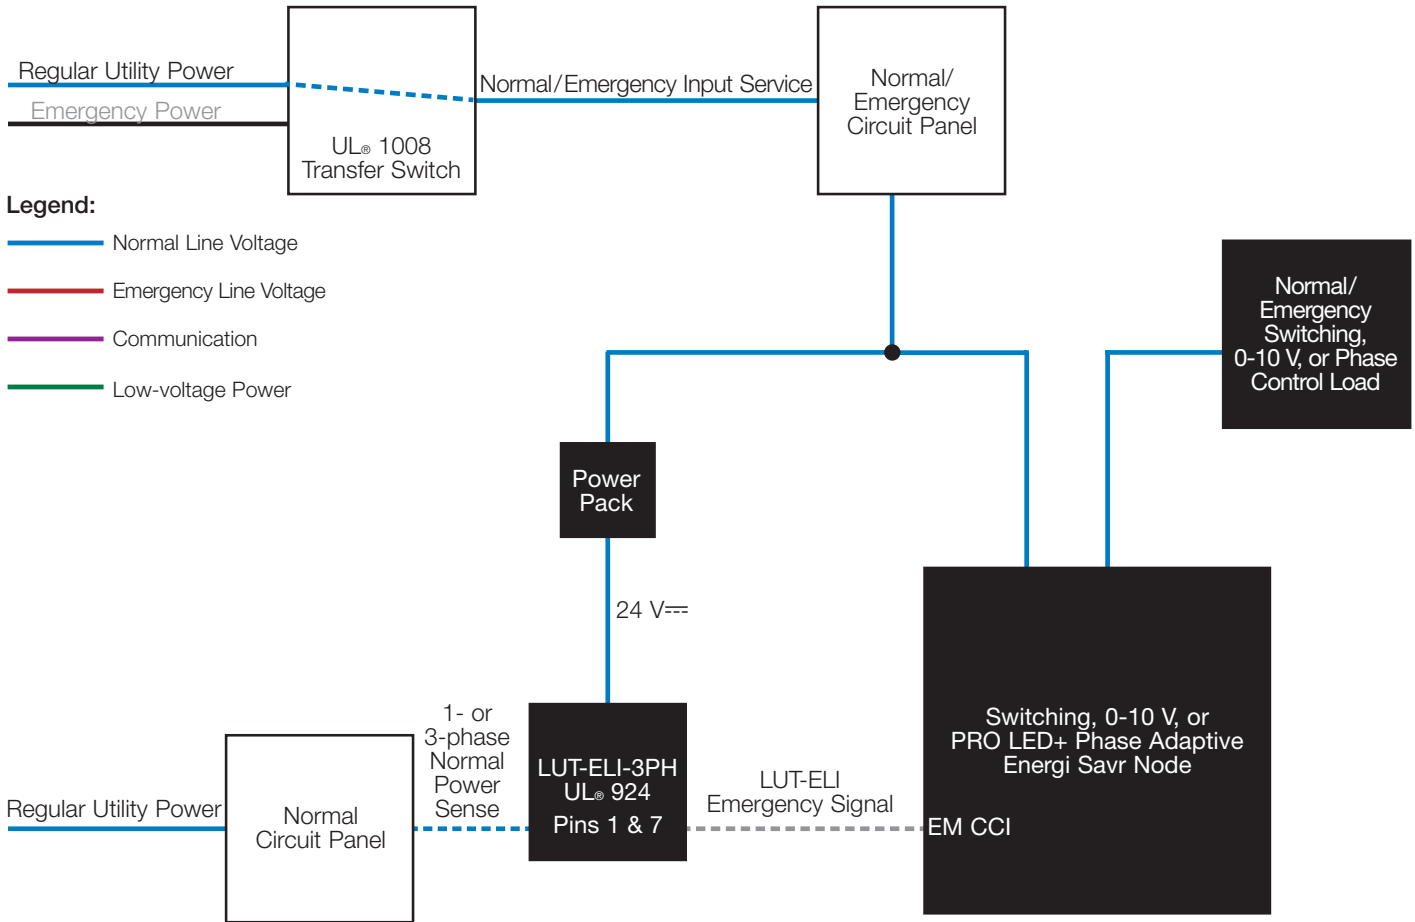 Regular Utility Power
Emergency Power
UL® 1008
Transfer Switch
Normal/Emergency Input Service
Normal/
Emergency
Circuit Panel
Legend:
Normal Line Voltage
Emergency Line Voltage
Communication
Low-voltage Power
Normal/
Emergency
Switching,
0-10 V, or Phase
Control Load
Power
Pack
24 V⎓
1- or
3-phase
Normal
Power
Sense
LUT-ELI-3PH
UL® 924
Pins 1 & 7
LUT-ELI
Emergency Signal
Switching, 0-10 V, or
PRO LED+ Phase Adaptive
Energi Savr Node
EM CCI
Regular Utility Power
Normal
Circuit Panel